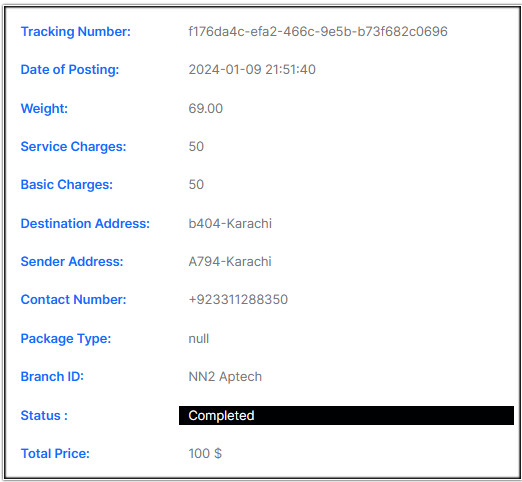 Tracking Number: f176da4c-efa2-466c-9e5b-b73f682c0696
Date of Posting: 2024-01-09 21:51:40
Weight: 69.00
Service Charges: 50
Basic Charges: 50
Destination Address: b404-Karachi
Sender Address: A794-Karachi
Contact Number: +923311288350
Package Type: null
Branch ID: NN2 Aptech
Status : Completed
Total Price: 100 $